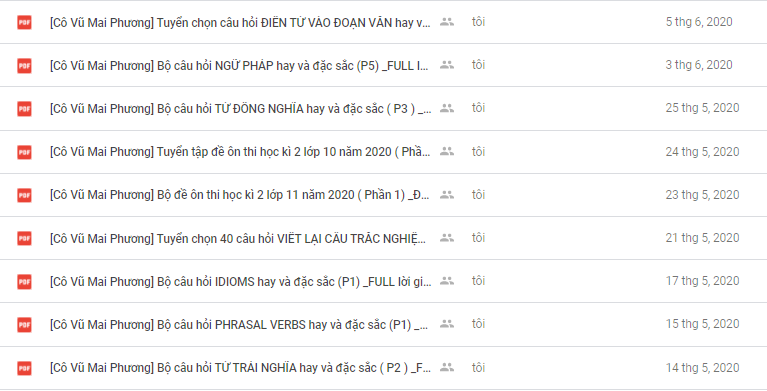 PDF [Cô Vũ Mai Phương] Tuyển chọn câu hỏi ĐIỀN TỪ VÀO ĐOẠN VĂN hay v... tôi 5 thg 6, 2020
PDF [Cô Vũ Mai Phương] Bộ câu hỏi NGỮ PHÁP hay và đặc sắc (P5) _FULL l... tôi 3 thg 6, 2020
PDF [Cô Vũ Mai Phương] Bộ câu hỏi TỪ ĐỒNG NGHĨA hay và đặc sắc ( P3 ) _... tôi 25 thg 5, 2020
PDF [Cô Vũ Mai Phương] Tuyển tập đề ôn thi học kì 2 lớp 10 năm 2020 ( Phầ... tôi 24 thg 5, 2020
PDF [Cô Vũ Mai Phương] Bộ đề ôn thi học kì 2 lớp 11 năm 2020 ( Phần 1) _Đ... tôi 23 thg 5, 2020
PDF [Cô Vũ Mai Phương] Tuyển chọn 40 câu hỏi VIẾT LẠI CÂU TRẮC NGHIỆ... tôi 21 thg 5, 2020
PDF [Cô Vũ Mai Phương] Bộ câu hỏi IDIOMS hay và đặc sắc (P1) _FULL lời gi... tôi 17 thg 5, 2020
PDF [Cô Vũ Mai Phương] Bộ câu hỏi PHRASAL VERBS hay và đặc sắc (P1) _... tôi 15 thg 5, 2020
PDF [Cô Vũ Mai Phương] Bộ câu hỏi TỪ TRÁI NGHĨA hay và đặc sắc ( P2 ) _F... tôi 14 thg 5, 2020